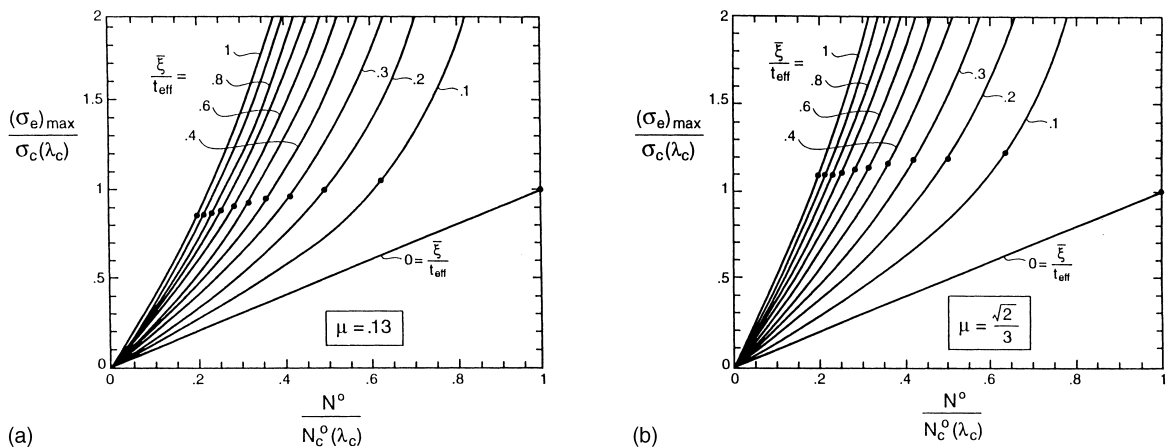 2
1.5
1
.5
0
(σe)max
σc(λc)
ξ̄
teff =
1
.8
.6
.4
.3
.2
.1
0 = ξ̄
teff
μ = .13
0
.2
.4
.6
.8
1
N°
N°c(λc)
(a)
2
1.5
1
.5
0
(σe)max
σc(λc)
ξ̄
teff =
1
.8
.6
.4
.3
.2
.1
0 = ξ̄
teff
μ = √2
3
0
.2
.4
.6
.8
1
N°
N°c(λc)
(b)